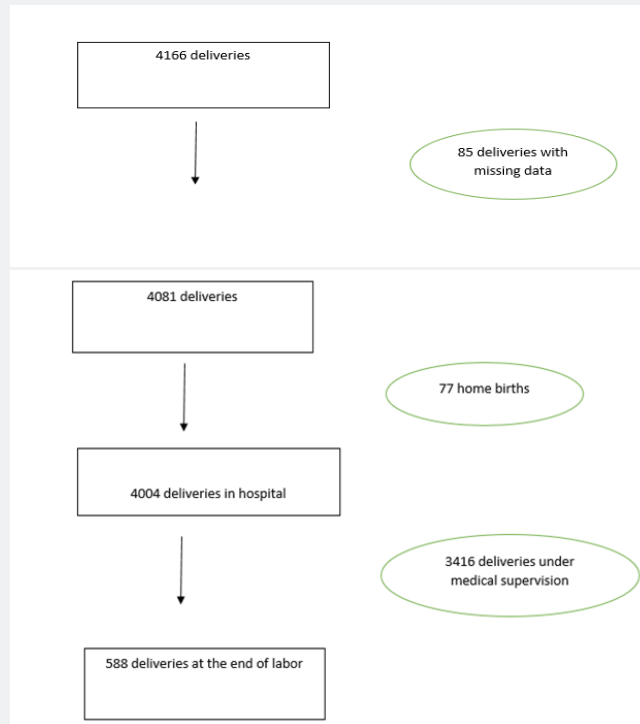 4166 deliveries
85 deliveries with
missing data
4081 deliveries
77 home births
4004 deliveries in hospital
3416 deliveries under
medical supervision
588 deliveries at the end of labor